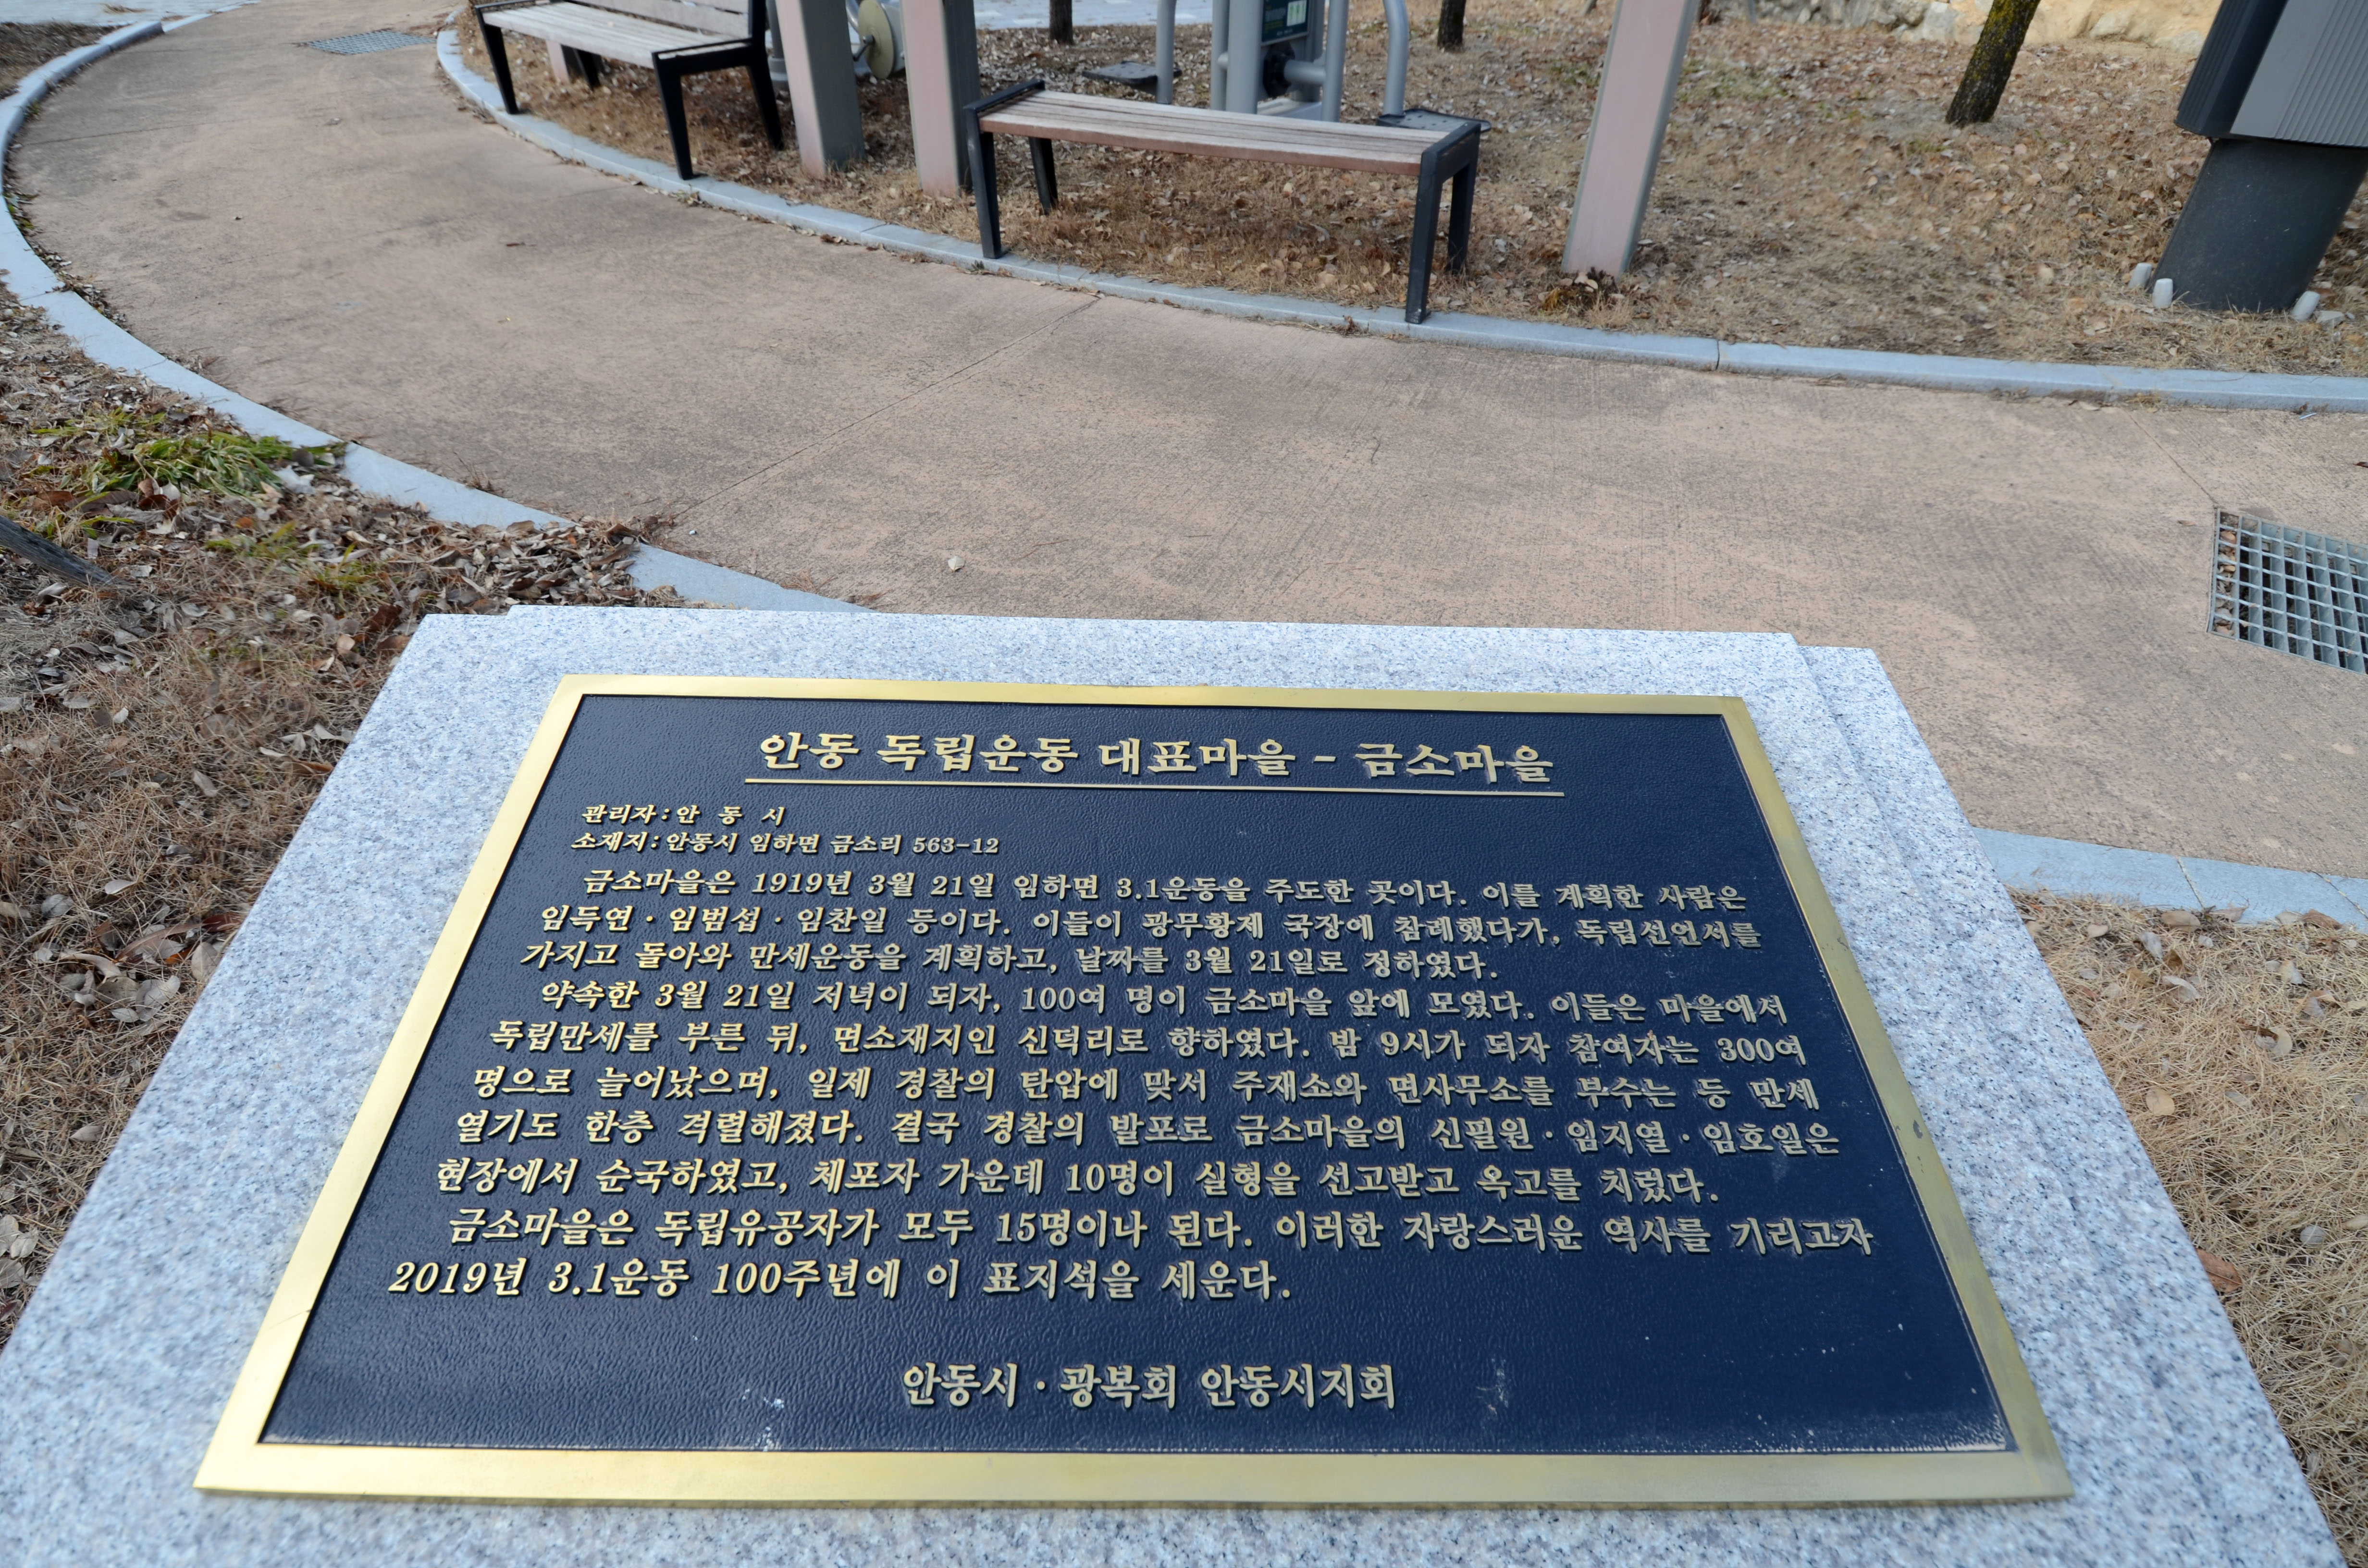 안동 독립운동 대표마을 - 금소마을
관리자 : 안 동 시
소재지 : 안동시 임하면 금소리 563-12
금소마을은 1919년 3월 21일 임하면 3.1운동을 주도한 곳이다. 이를 계획한 사람은
임득연 · 임범섭 · 임찬일 등이다. 이들이 광무황제 국장에 참례했다가, 독립선언서를
가지고 돌아와 만세운동을 계획하고, 날짜를 3월 21일로 정하였다.
약속한 3월 21일 저녁이 되자, 100여 명이 금소마을 앞에 모였다. 이들은 마을에서
독립만세를 부른 뒤, 면소재지인 신덕리로 향하였다. 밤 9시가 되자 참여자는 300여
명으로 늘어났으며, 일제 경찰의 탄압에 맞서 주재소와 면사무소를 부수는 등 만세
열기도 한층 격렬해졌다. 결국 경찰의 발포로 금소마을의 신필원 · 임지열 · 임호일은
현장에서 순국하였고, 체포자 가운데 10명이 실형을 선고받고 옥고를 치렀다.
금소마을은 독립유공자가 모두 15명이나 된다. 이러한 자랑스러운 역사를 기리고자
2019년 3.1운동 100주년에 이 표지석을 세운다.
안동시 · 광복회 안동시지회